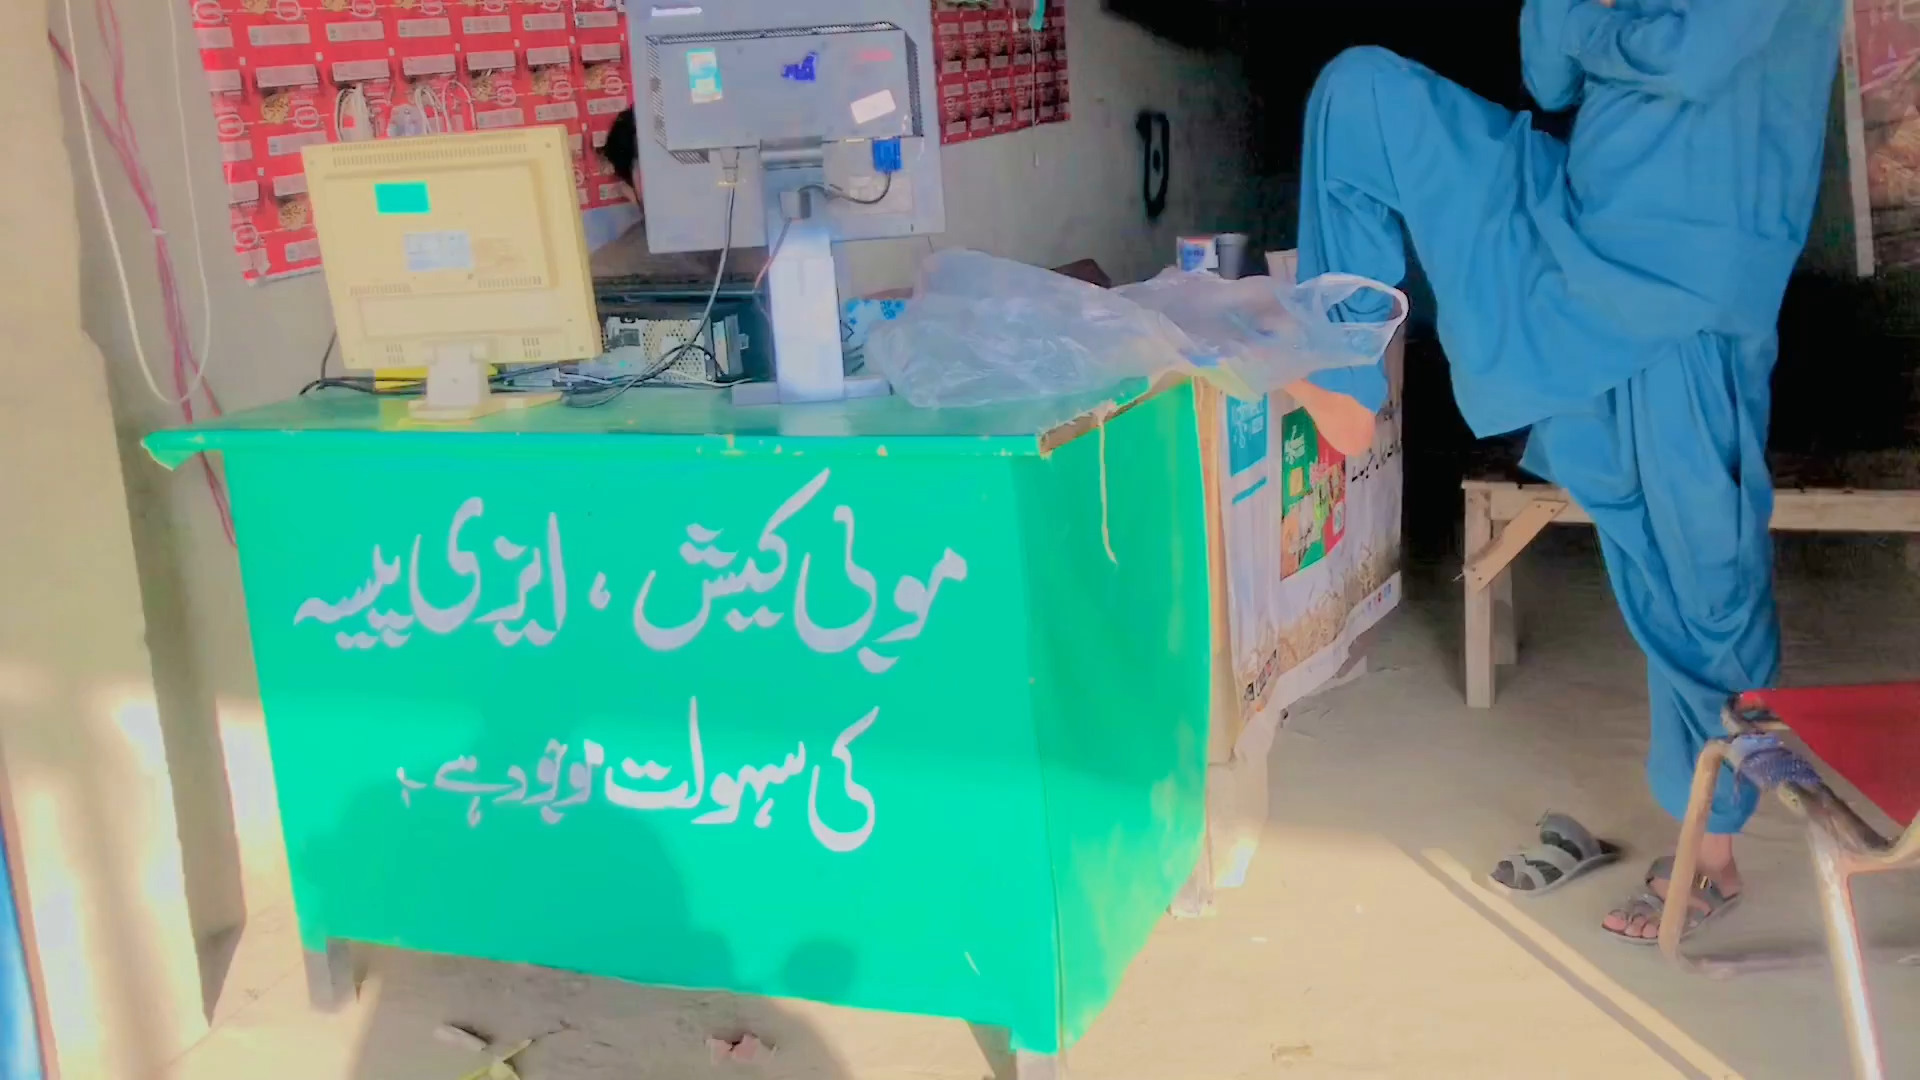 موبی کیش ، ایزی پیسہ
کی سہولت موجود ہے ۔